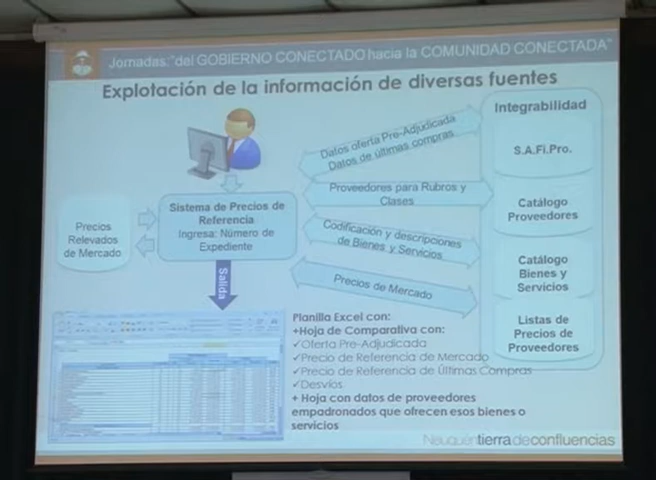 Jornadas:"del GOBIERNO CONECTADO hacia la COMUNIDAD CONECTADA"
Explotación de la información de diversas fuentes
Integrabilidad
S.A.Fi.Pro.
Catálogo
Proveedores
Catálogo
Bienes y
Servicios
Listas de
Precios de
Proveedores
Datos oferta Pre-Adjudicada
Datos de últimas compras
Proveedores para Rubros y
Clases
Codificación y descripciones
de Bienes y Servicios
Precios de Mercado
Sistema de Precios de
Referencia
Ingresa: Número de
Expediente
Precios
Relevados
de Mercado
Salida
Planilla Excel con:
+Hoja de Comparativa con:
✓Oferta Pre-Adjudicada
✓Precio de Referencia de Mercado
✓Precio de Referencia de Últimas Compras
✓Desvíos
+ Hoja con datos de proveedores
empadronados que ofrecen esos bienes o
servicios
Neuquén tierradeconfluencias